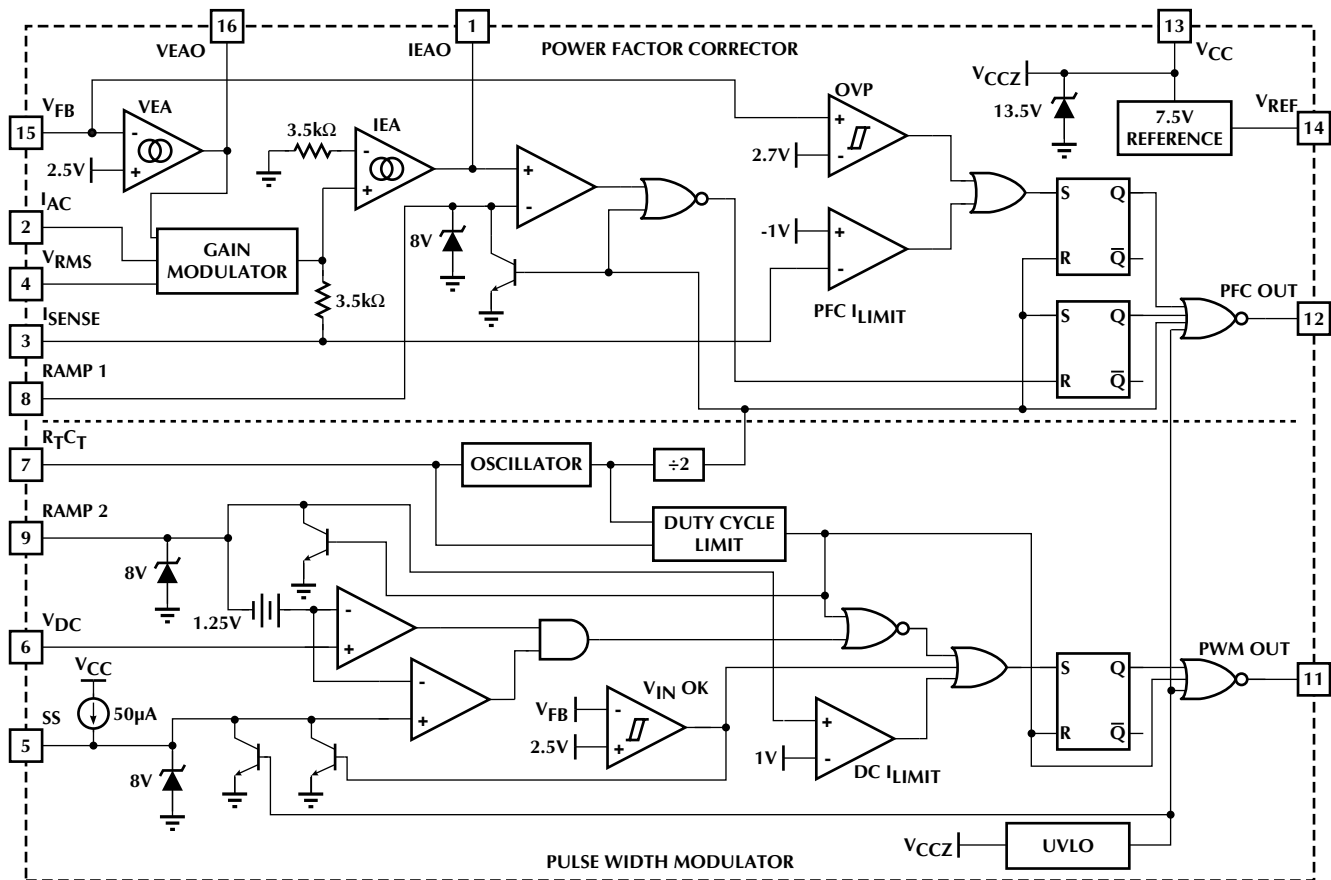 16
1
13
VEAO
IEAO
POWER FACTOR CORRECTOR
VCC
VCCZ
13.5V
7.5V
REFERENCE
VREF
14
VFB
15
VEA
-
+
2.5V
3.5kΩ
IEA
-
+
OVP
+
-
2.7V
IAC
2
VRMS
4
GAIN
MODULATOR
8V
+
-
-1V
+
-
S Q
R Q̅
3.5kΩ
PFC ILIMIT
PFC OUT
12
ISENSE
3
S Q
R Q̅
RAMP 1
8
RTCT
7
OSCILLATOR
÷2
RAMP 2
9
DUTY CYCLE
LIMIT
8V
1.25V
-
+
VDC
6
VCC
50µA
SS
5
-
+
8V
VIN OK
VFB
-
2.5V
+
+
1V
-
DC ILIMIT
S Q
R Q̅
PWM OUT
11
VCCZ
UVLO
PULSE WIDTH MODULATOR